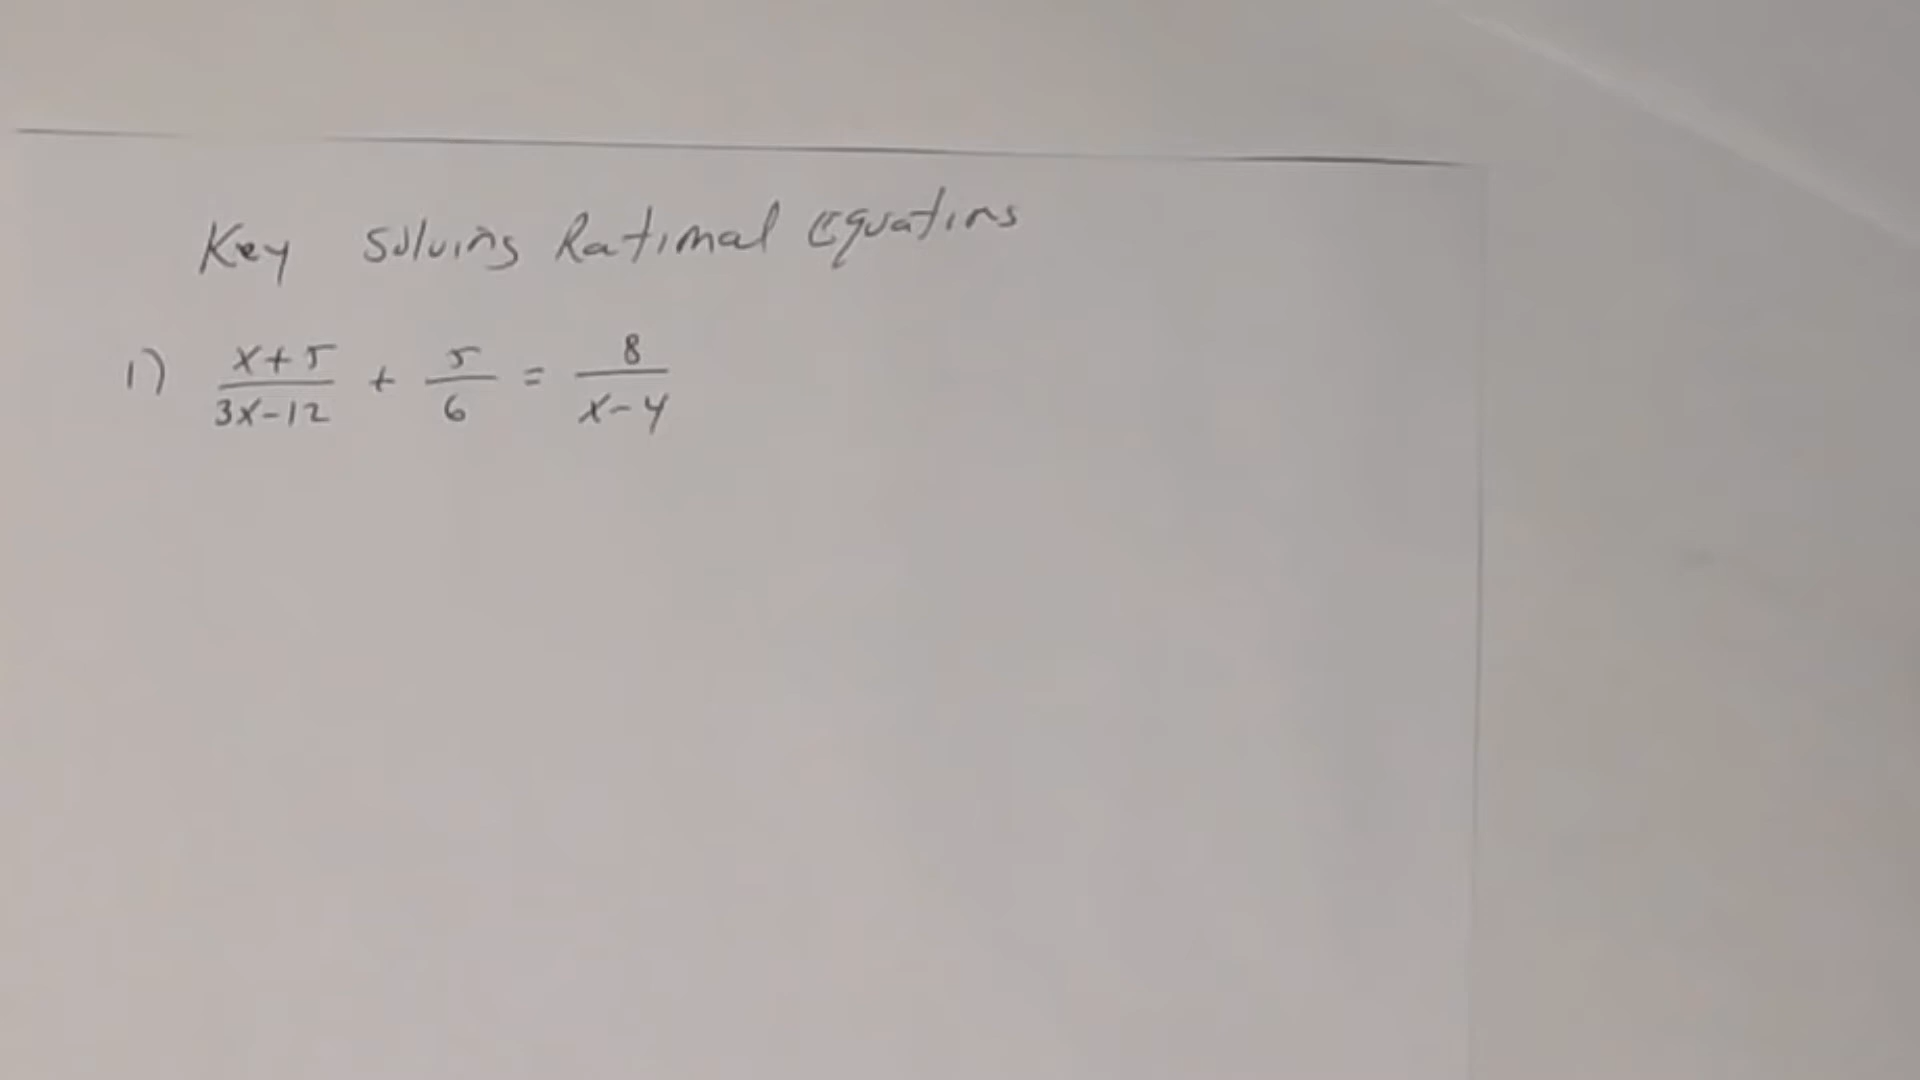 Key Solving Rational Equations
1) x+5/3x-12 + 5/6 = 8/x-4